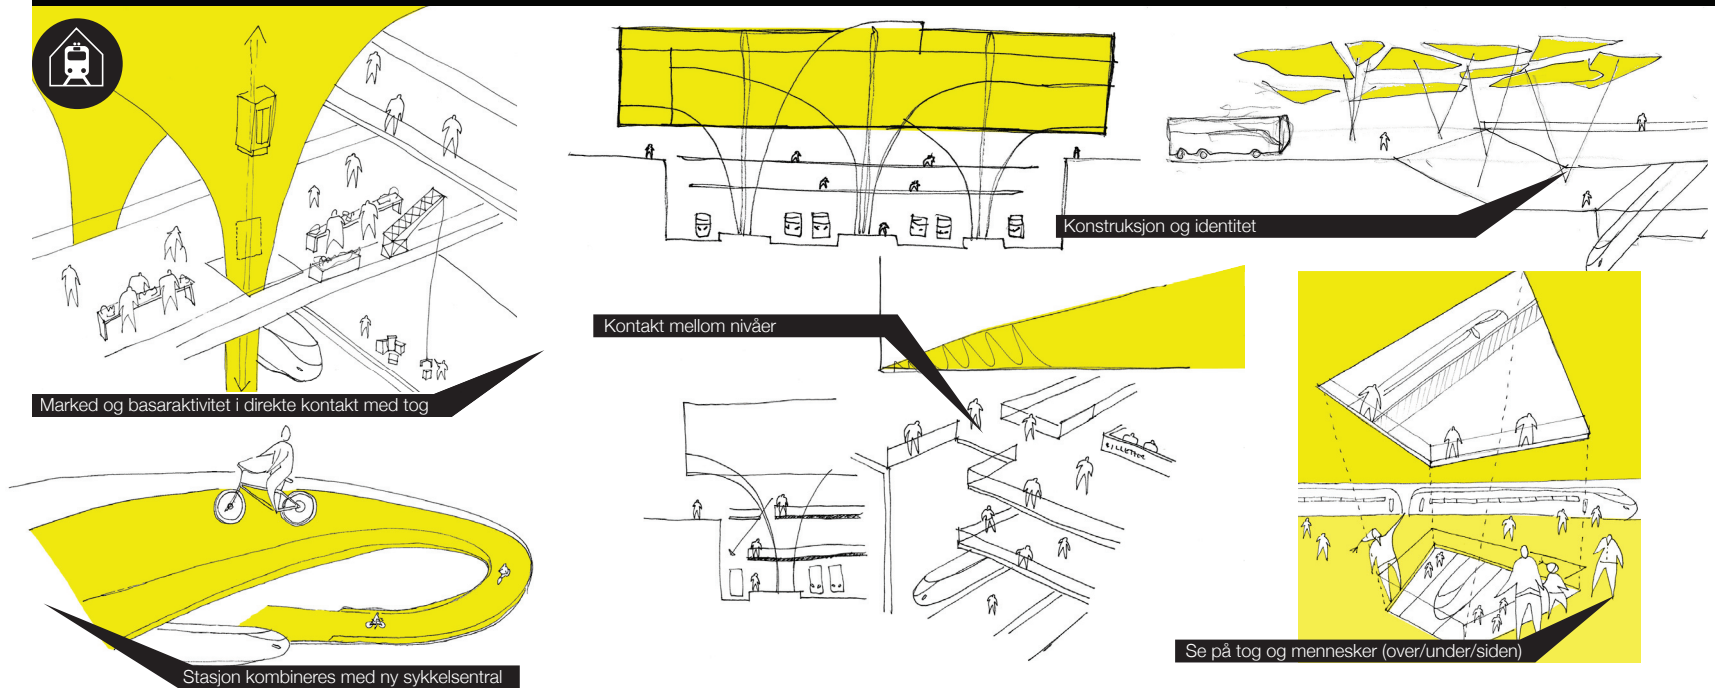 Konstruksjon og identitet
Kontakt mellom nivåer
Marked og basaraktivitet i direkte kontakt med tog
BILLETTER
Se på tog og mennesker (over/under/siden)
Stasjon kombineres med ny sykkelsentral